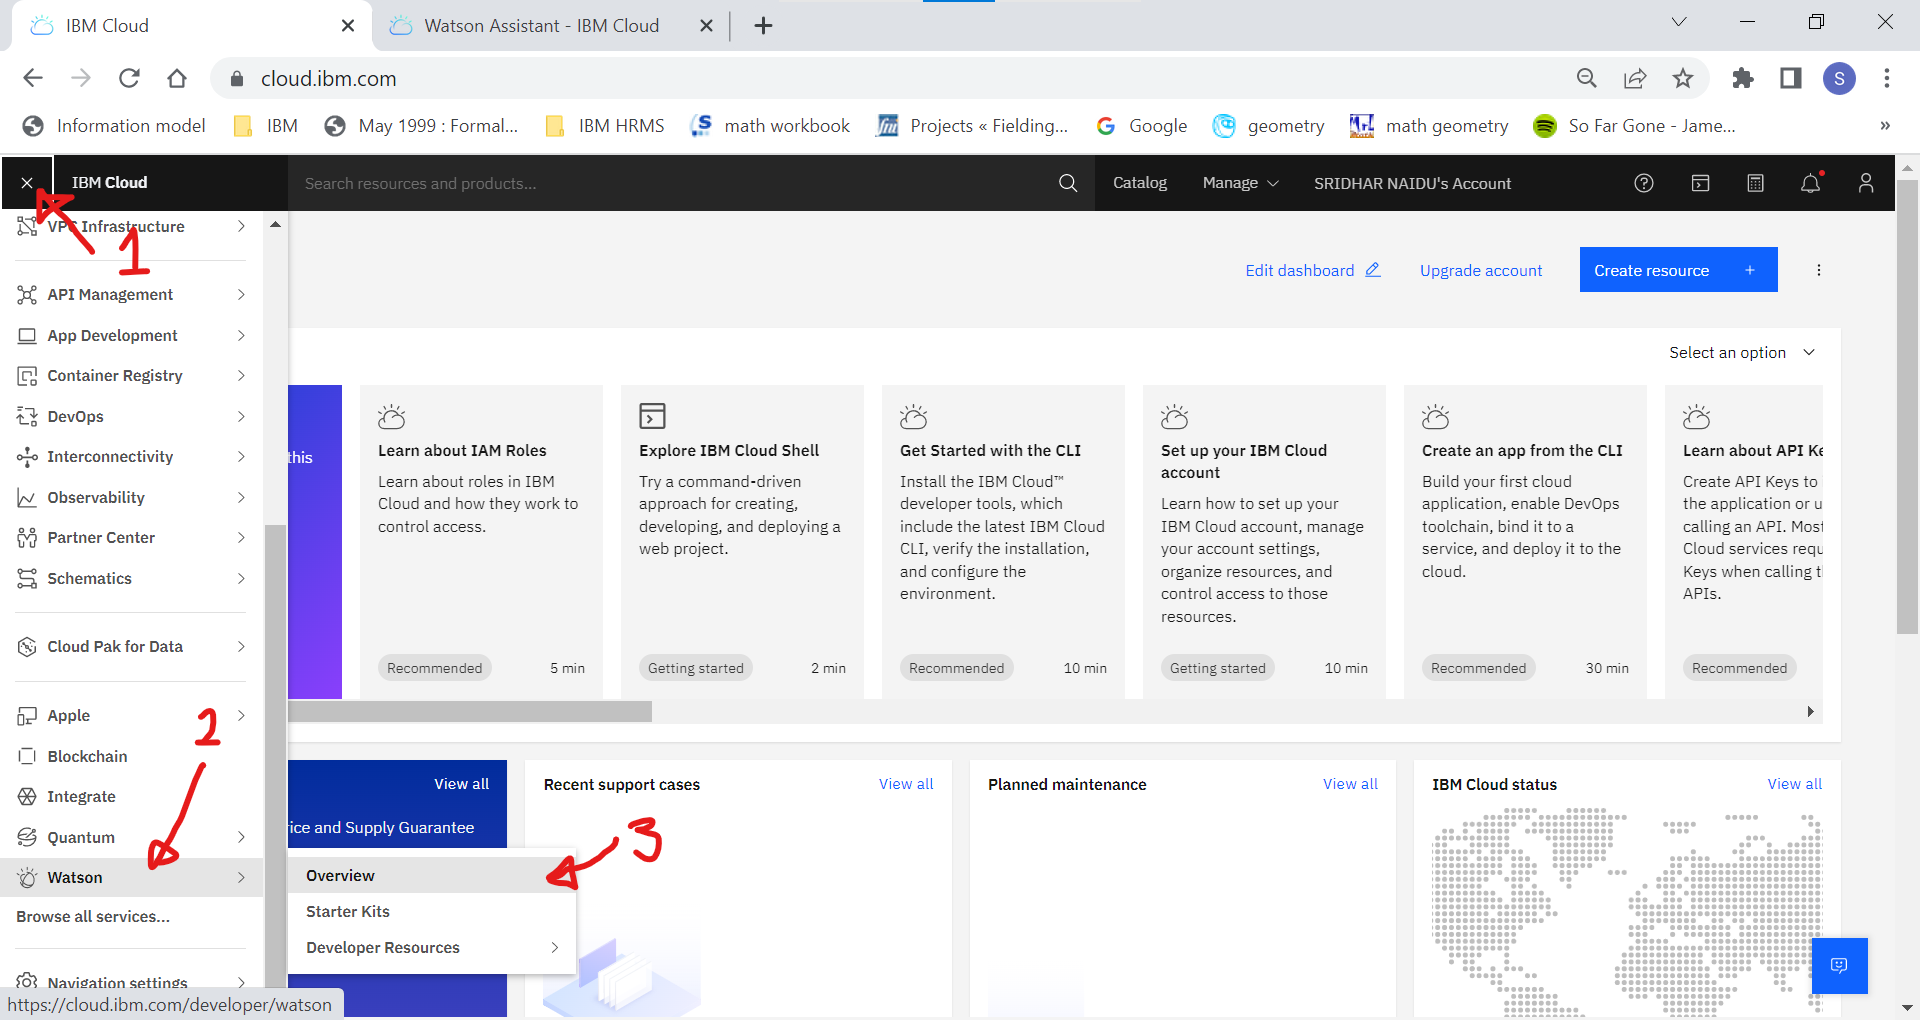 IBM Cloud
Watson Assistant - IBM Cloud
cloud.ibm.com
S
Information model
IBM
May 1999 : Formal...
IBM HRMS
math workbook
Projects « Fielding...
Google
geometry
math geometry
So Far Gone - Jame...
»
IBM Cloud
Search resources and products...
Catalog
Manage
SRIDHAR NAIDU's Account
VPC Infrastructure
1
API Management
App Development
Container Registry
DevOps
Interconnectivity
Observability
Partner Center
Schematics
Cloud Pak for Data
Apple
2
Blockchain
Integrate
Quantum
Watson
Browse all services...
Navigation settings
https://cloud.ibm.com/developer/watson
Overview
3
Starter Kits
Developer Resources
Edit dashboard
Upgrade account
Create resource +
Select an option
this
Learn about IAM Roles
Learn about roles in IBM
Cloud and how they work to
control access.
Recommended 5 min
Explore IBM Cloud Shell
Try a command-driven
approach for creating,
developing, and deploying a
web project.
Getting started 2 min
Get Started with the CLI
Install the IBM Cloud™
developer tools, which
include the latest IBM Cloud
CLI, verify the installation,
and configure the
environment.
Recommended 10 min
Set up your IBM Cloud
account
Learn how to set up your
IBM Cloud account, manage
your account settings,
organize resources, and
control access to those
resources.
Getting started 10 min
Create an app from the CLI
Build your first cloud
application, enable DevOps
toolchain, bind it to a
service, and deploy it to the
cloud.
Recommended 30 min
Learn about API Ke
Create API Keys to
the application or u
calling an API. Most
Cloud services requ
Keys when calling t
APIs.
Recommended
View all
ice and Supply Guarantee
Recent support cases View all
Planned maintenance View all
IBM Cloud status View all